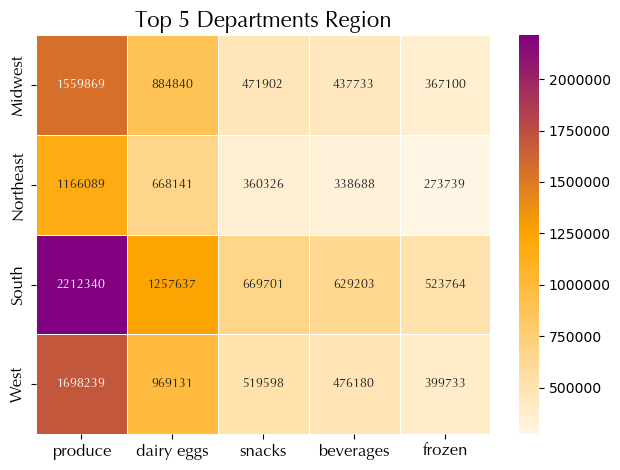 Top 5 Departments Region
Midwest 1559869 884840 471902 437733 367100
Northeast 1166089 668141 360326 338688 273739
South 2212340 1257637 669701 629203 523764
West 1698239 969131 519598 476180 399733
produce dairy eggs snacks beverages frozen
2000000
1750000
1500000
1250000
1000000
750000
500000